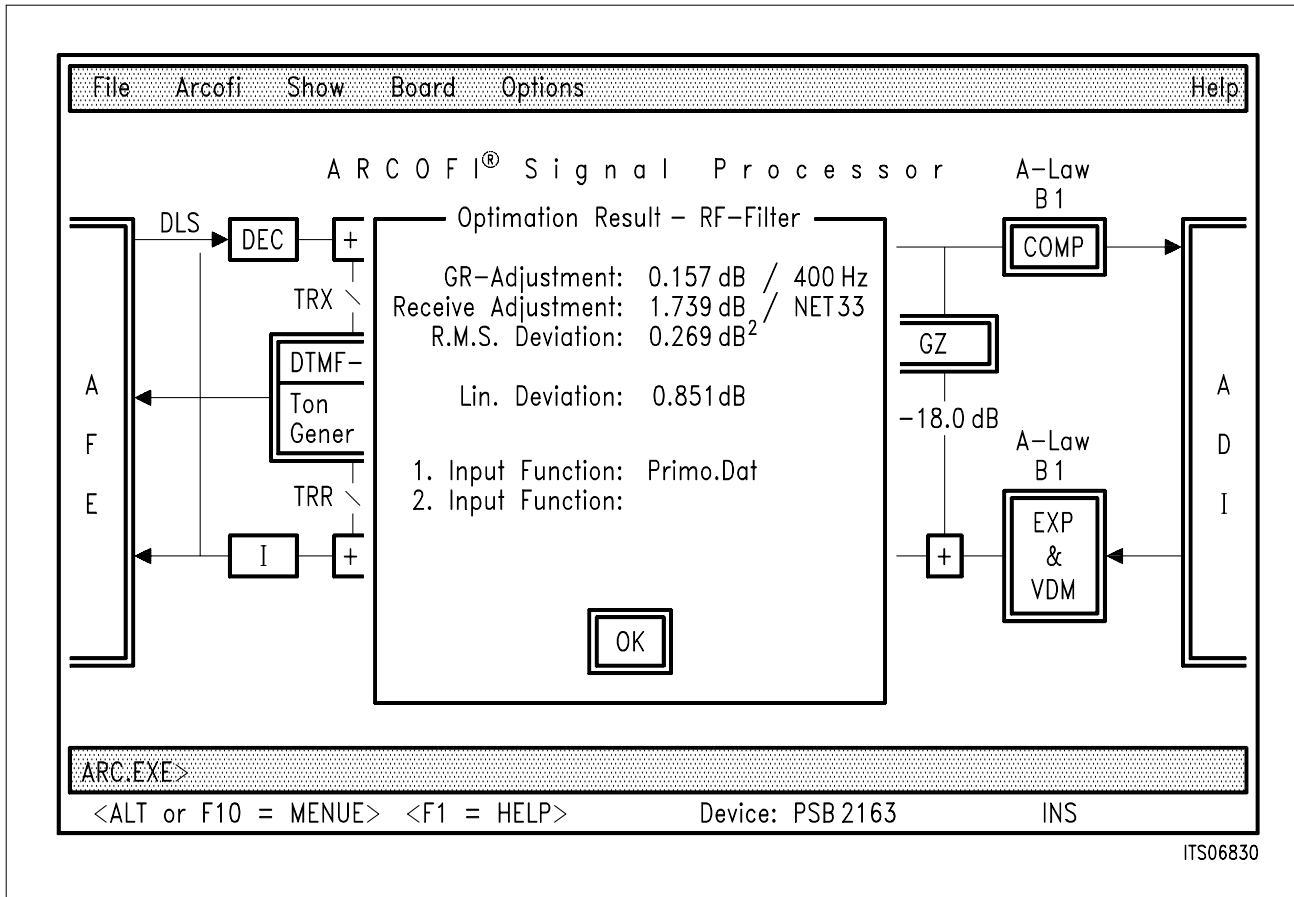 File Arcofi Show Board Options Help
ARCOFI® Signal Processor
A-Law
B1
DLS
DEC
+
Optimation Result - RF-Filter
COMP
GR-Adjustment: 0.157 dB / 400 Hz
Receive Adjustment: 1.739 dB / NET33
R.M.S. Deviation: 0.269 dB²
Lin. Deviation: 0.851dB
1. Input Function: Primo.Dat
2. Input Function:
OK
TRX
DTMF-
Ton
Gener
TRR
A
F
E
I
+
GZ
-18.0 dB
+
A-Law
B1
EXP
&
VDM
A
D
I
ARC.EXE>
<ALT or F10 = MENUE> <F1 = HELP> Device: PSB 2163 INS
ITS06830